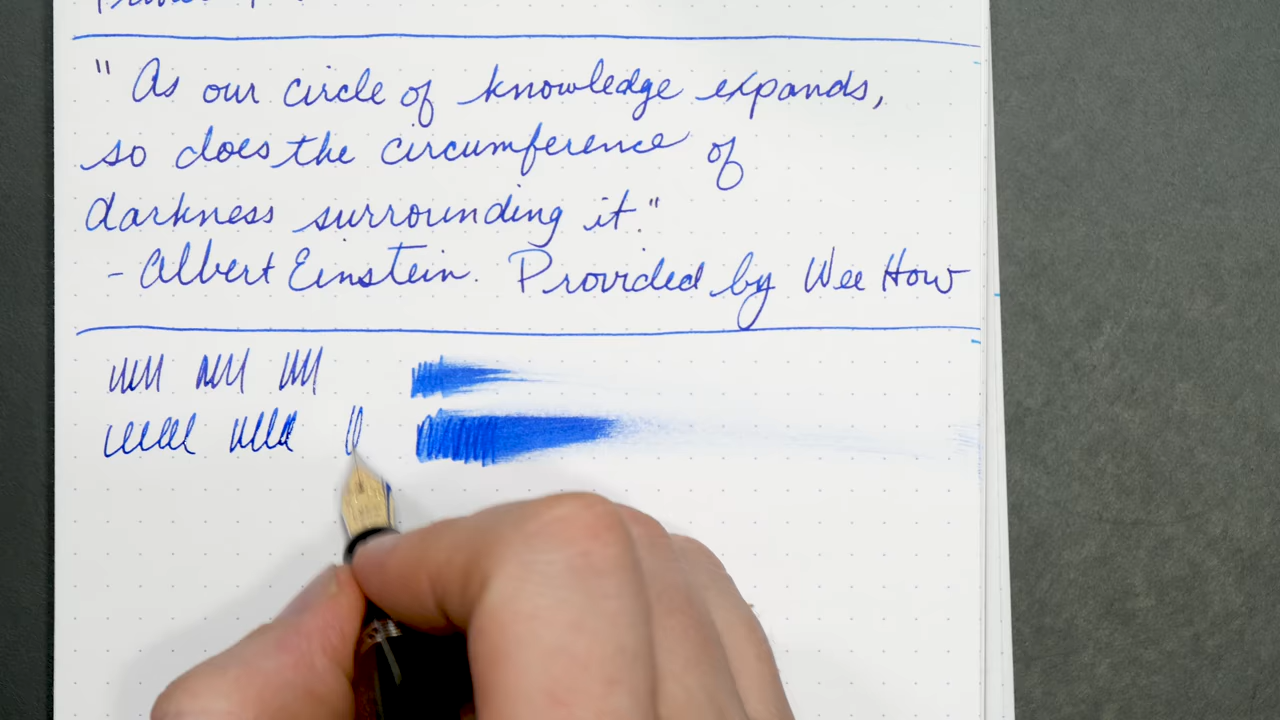 " As our circle of knowledge expands,
so does the circumference of
darkness surrounding it."
- Albert Einstein. Provided by Wee How